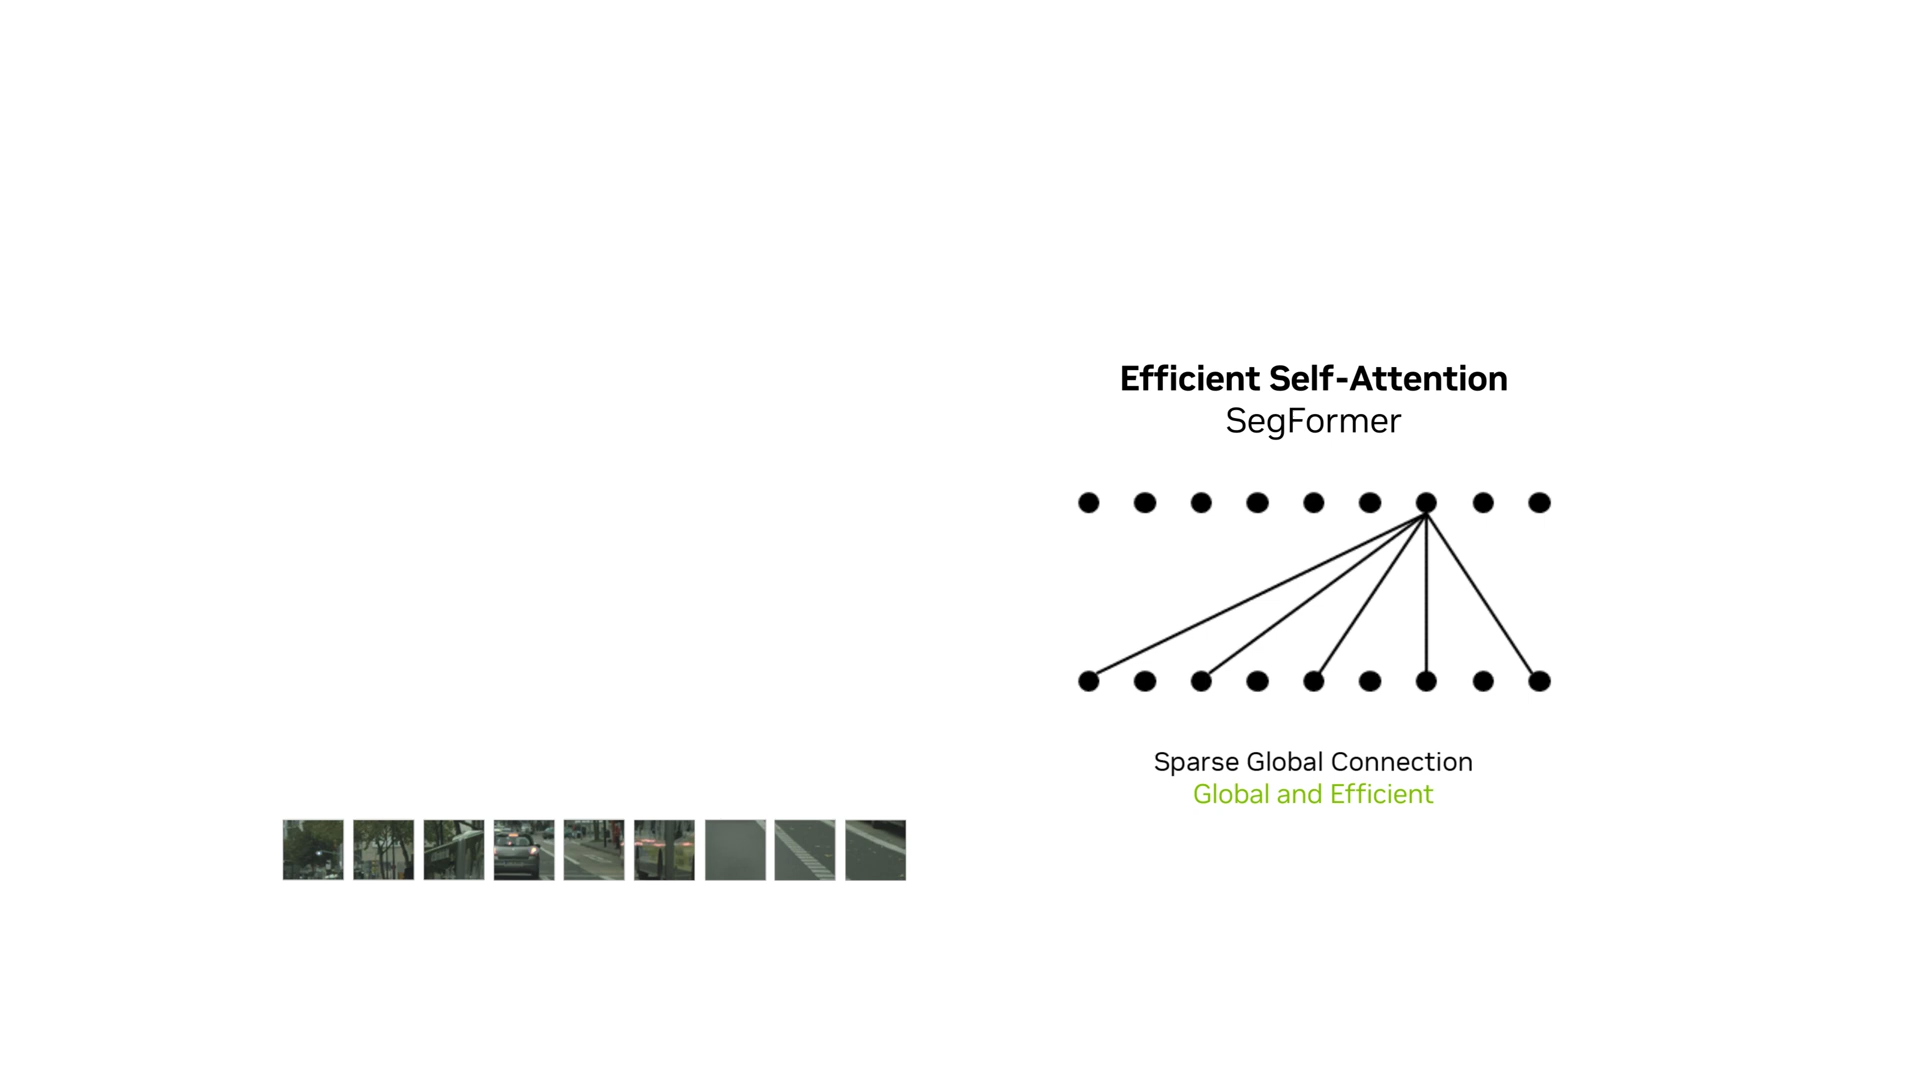 Efficient Self-Attention
SegFormer
Sparse Global Connection
Global and Efficient